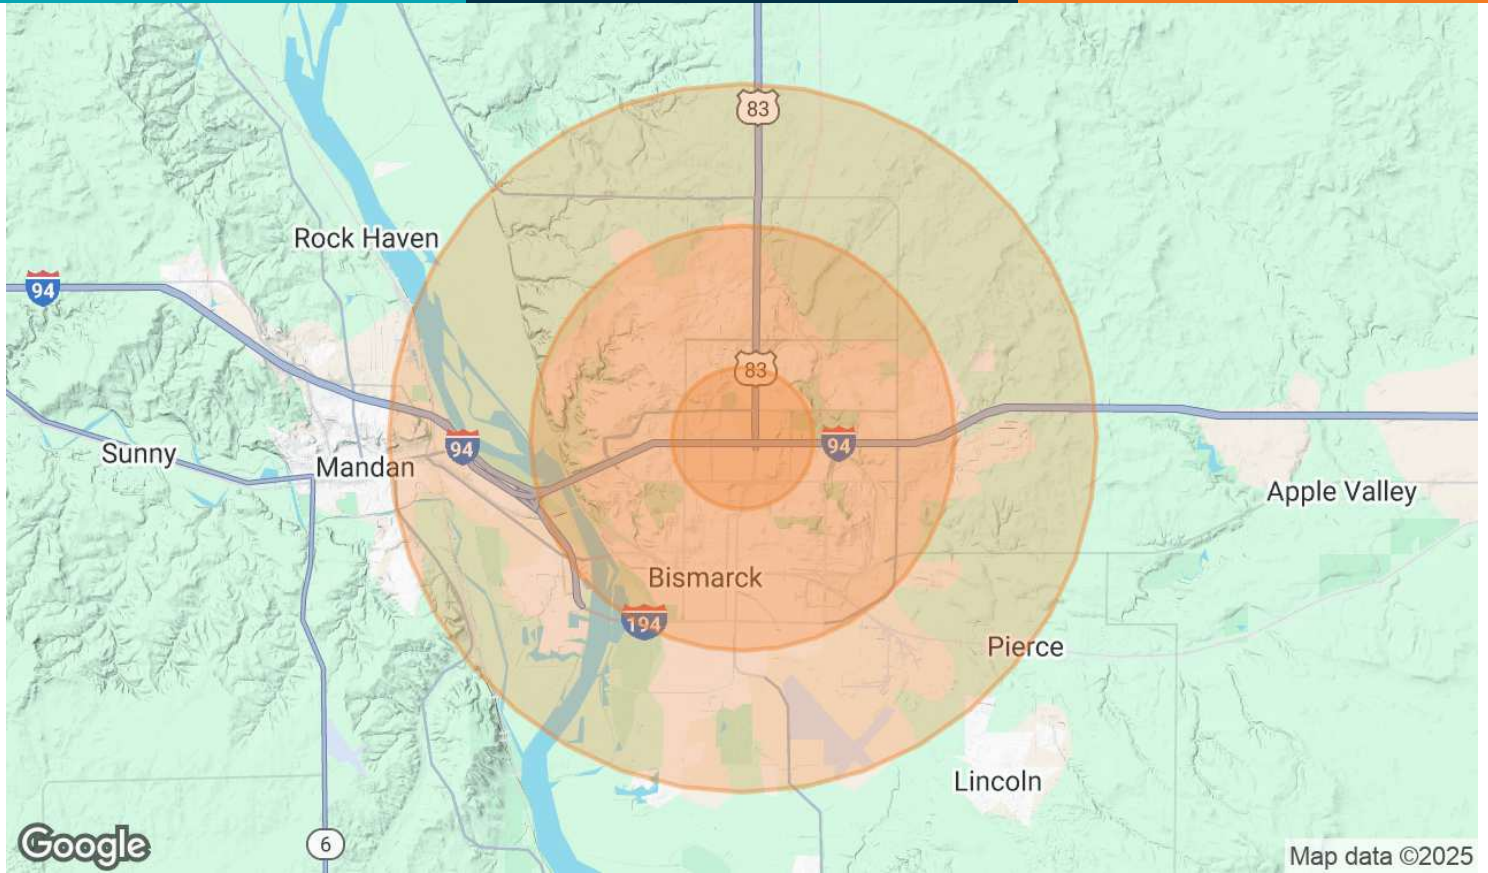 83
Rock Haven
94
83
94
94
Sunny
Mandan
Apple Valley
Bismarck
194
Pierce
Lincoln
Google
6
Map data ©2025